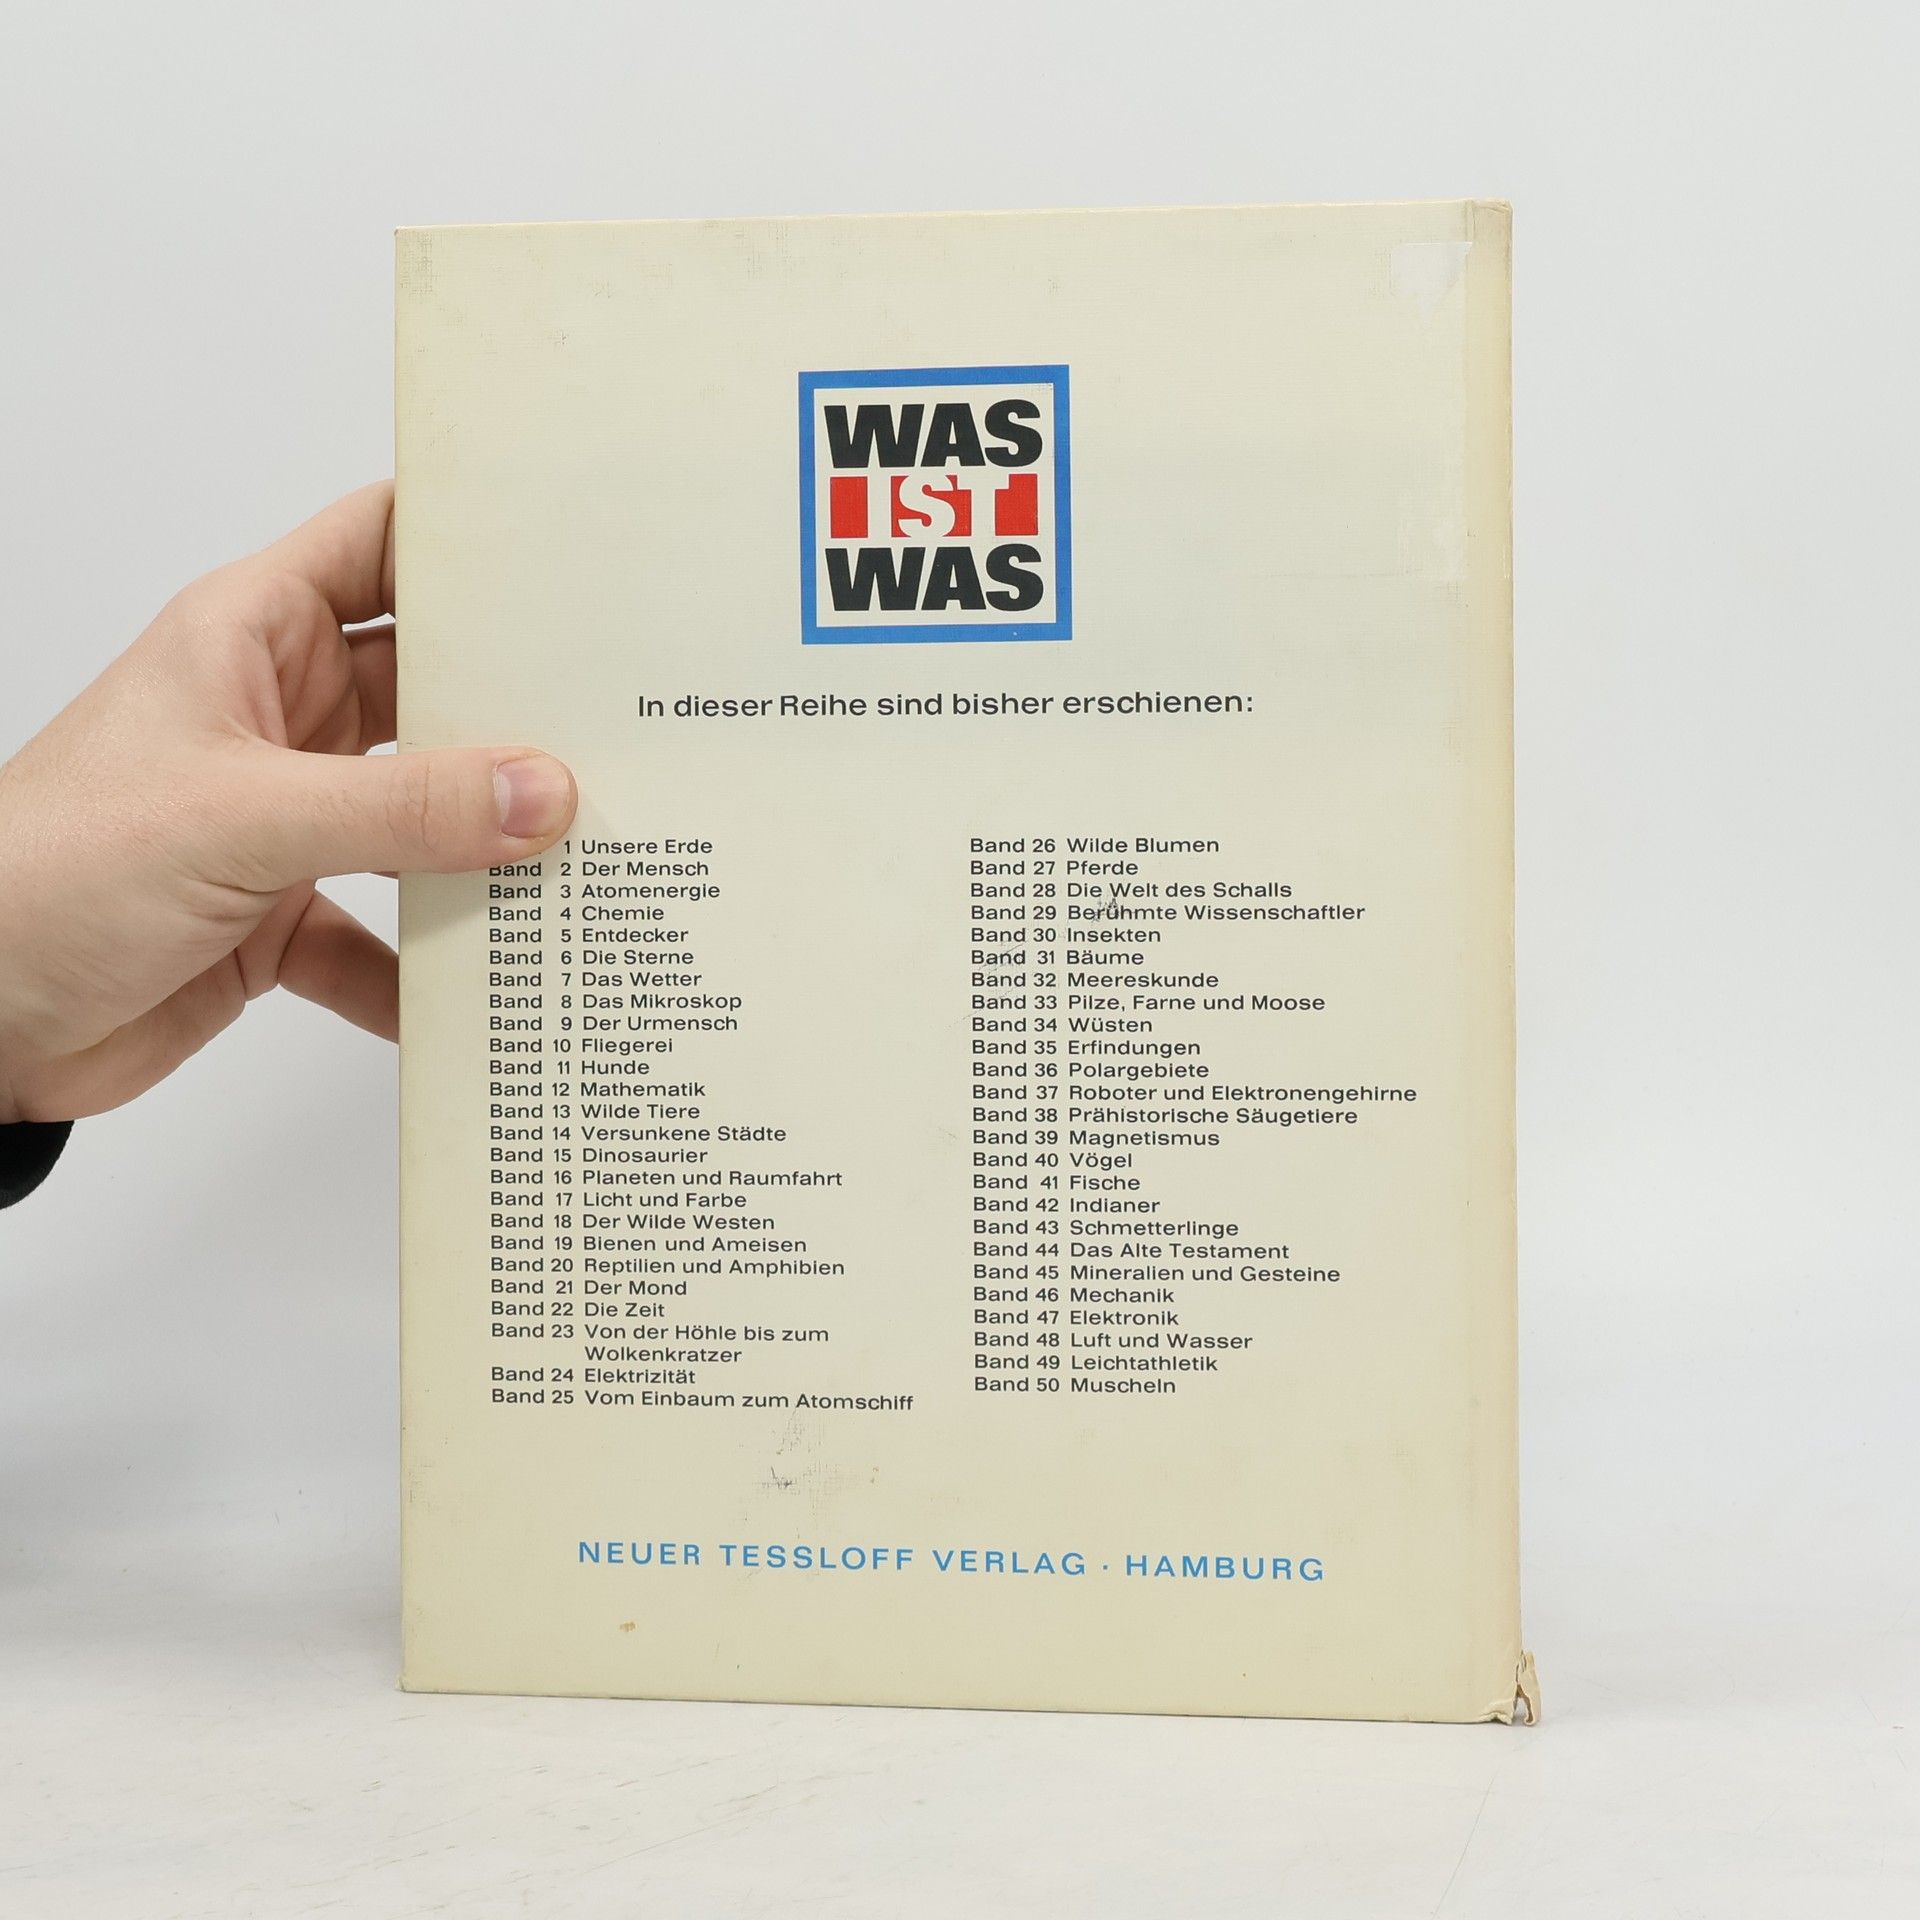 WAS
IST
WAS
In dieser Reihe sind bisher erschienen:
1 Unsere Erde
Band 2 Der Mensch
Band 3 Atomenergie
Band 4 Chemie
Band 5 Entdecker
Band 6 Die Sterne
Band 7 Das Wetter
Band 8 Das Mikroskop
Band 9 Der Urmensch
Band 10 Fliegerei
Band 11 Hunde
Band 12 Mathematik
Band 13 Wilde Tiere
Band 14 Versunkene Städte
Band 15 Dinosaurier
Band 16 Planeten und Raumfahrt
Band 17 Licht und Farbe
Band 18 Der Wilde Westen
Band 19 Bienen und Ameisen
Band 20 Reptilien und Amphibien
Band 21 Der Mond
Band 22 Die Zeit
Band 23 Von der Höhle bis zum
Wolkenkratzer
Band 24 Elektrizität
Band 25 Vom Einbaum zum Atomschiff
Band 26 Wilde Blumen
Band 27 Pferde
Band 28 Die Welt des Schalls
Band 29 Berühmte Wissenschaftler
Band 30 Insekten
Band 31 Bäume
Band 32 Meereskunde
Band 33 Pilze, Farne und Moose
Band 34 Wüsten
Band 35 Erfindungen
Band 36 Polargebiete
Band 37 Roboter und Elektronengehirne
Band 38 Prähistorische Säugetiere
Band 39 Magnetismus
Band 40 Vögel
Band 41 Fische
Band 42 Indianer
Band 43 Schmetterlinge
Band 44 Das Alte Testament
Band 45 Mineralien und Gesteine
Band 46 Mechanik
Band 47 Elektronik
Band 48 Luft und Wasser
Band 49 Leichtathletik
Band 50 Muscheln
NEUER TESSLOFF VERLAG · HAMBURG